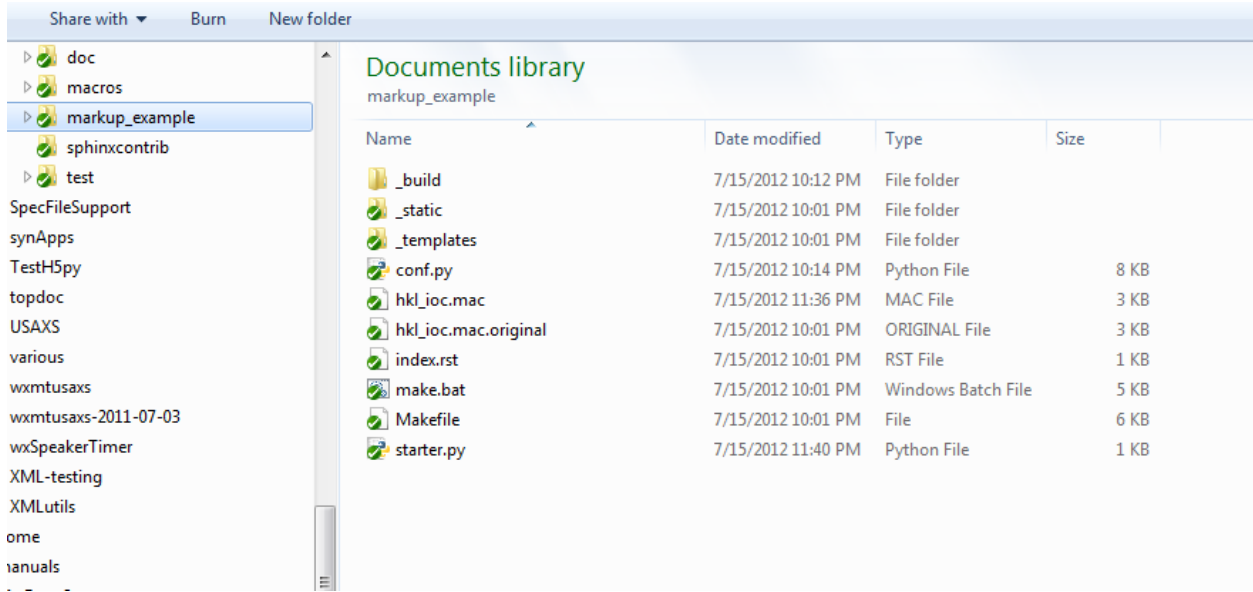 Share with Burn New folder
doc
macros
markup_example
sphinxcontrib
test
SpecFileSupport
synApps
TestH5py
topdoc
USAXS
various
wxmtusaxs
wxmtusaxs-2011-07-03
wxSpeakerTimer
XML-testing
XMLutils
ome
anuals
Documents library
markup_example
Name Date modified Type Size
_build 7/15/2012 10:12 PM File folder
_static 7/15/2012 10:01 PM File folder
_templates 7/15/2012 10:01 PM File folder
conf.py 7/15/2012 10:14 PM Python File 8 KB
hkl_ioc.mac 7/15/2012 11:36 PM MAC File 3 KB
hkl_ioc.mac.original 7/15/2012 10:01 PM ORIGINAL File 3 KB
index.rst 7/15/2012 10:01 PM RST File 1 KB
make.bat 7/15/2012 10:01 PM Windows Batch File 5 KB
Makefile 7/15/2012 10:01 PM File 6 KB
starter.py 7/15/2012 11:40 PM Python File 1 KB